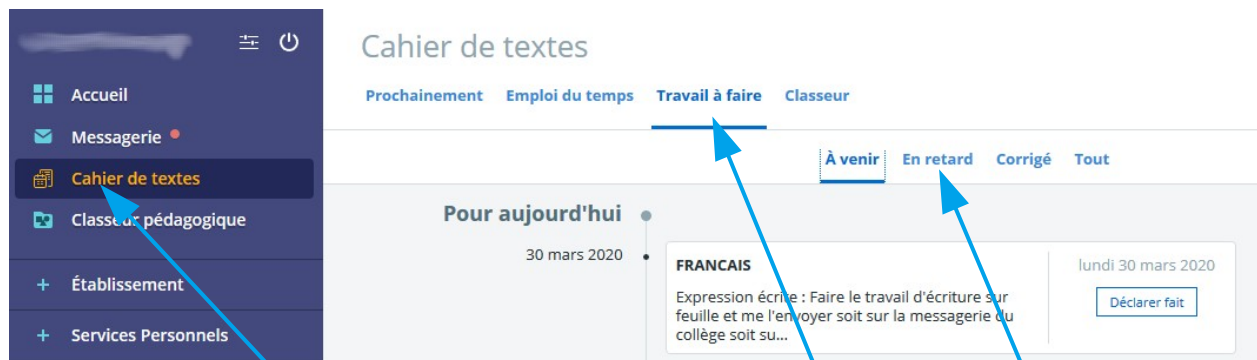 Accueil
Messagerie
Cahier de textes
Classeur pédagogique
+ Établissement
+ Services Personnels
Cahier de textes
Prochainement Emploi du temps Travail à faire Classeur
À venir En retard Corrigé Tout
Pour aujourd'hui
30 mars 2020
FRANCAIS
lundi 30 mars 2020
Expression écrite : Faire le travail d'écriture sur
feuille et me l'envoyer soit sur la messagerie du
collège soit su...
Déclarer fait